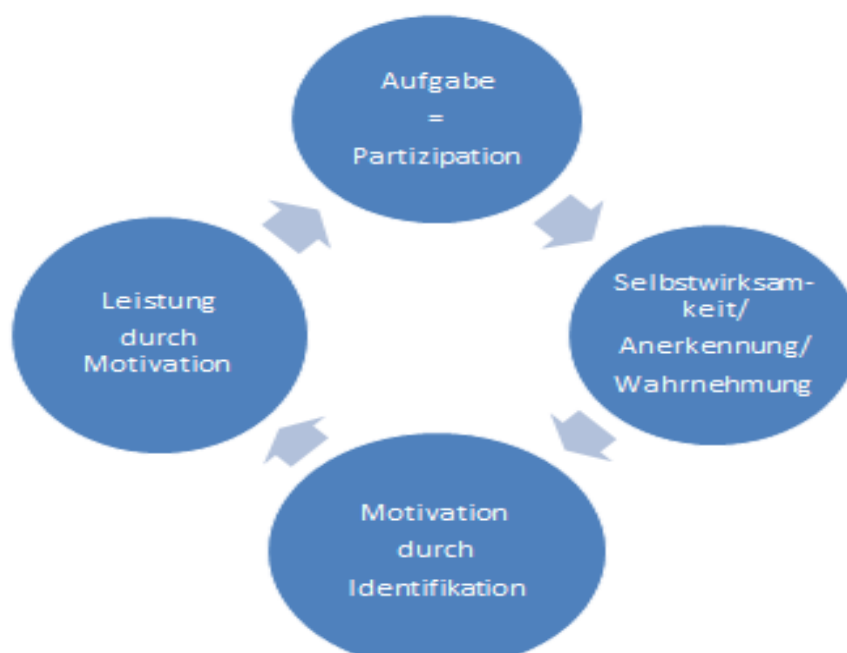 Aufgabe
=
Partizipation
Selbstwirksam-
keit/
Anerkennung/
Wahrnehmung
Motivation
durch
Identifikation
Leistung
durch
Motivation